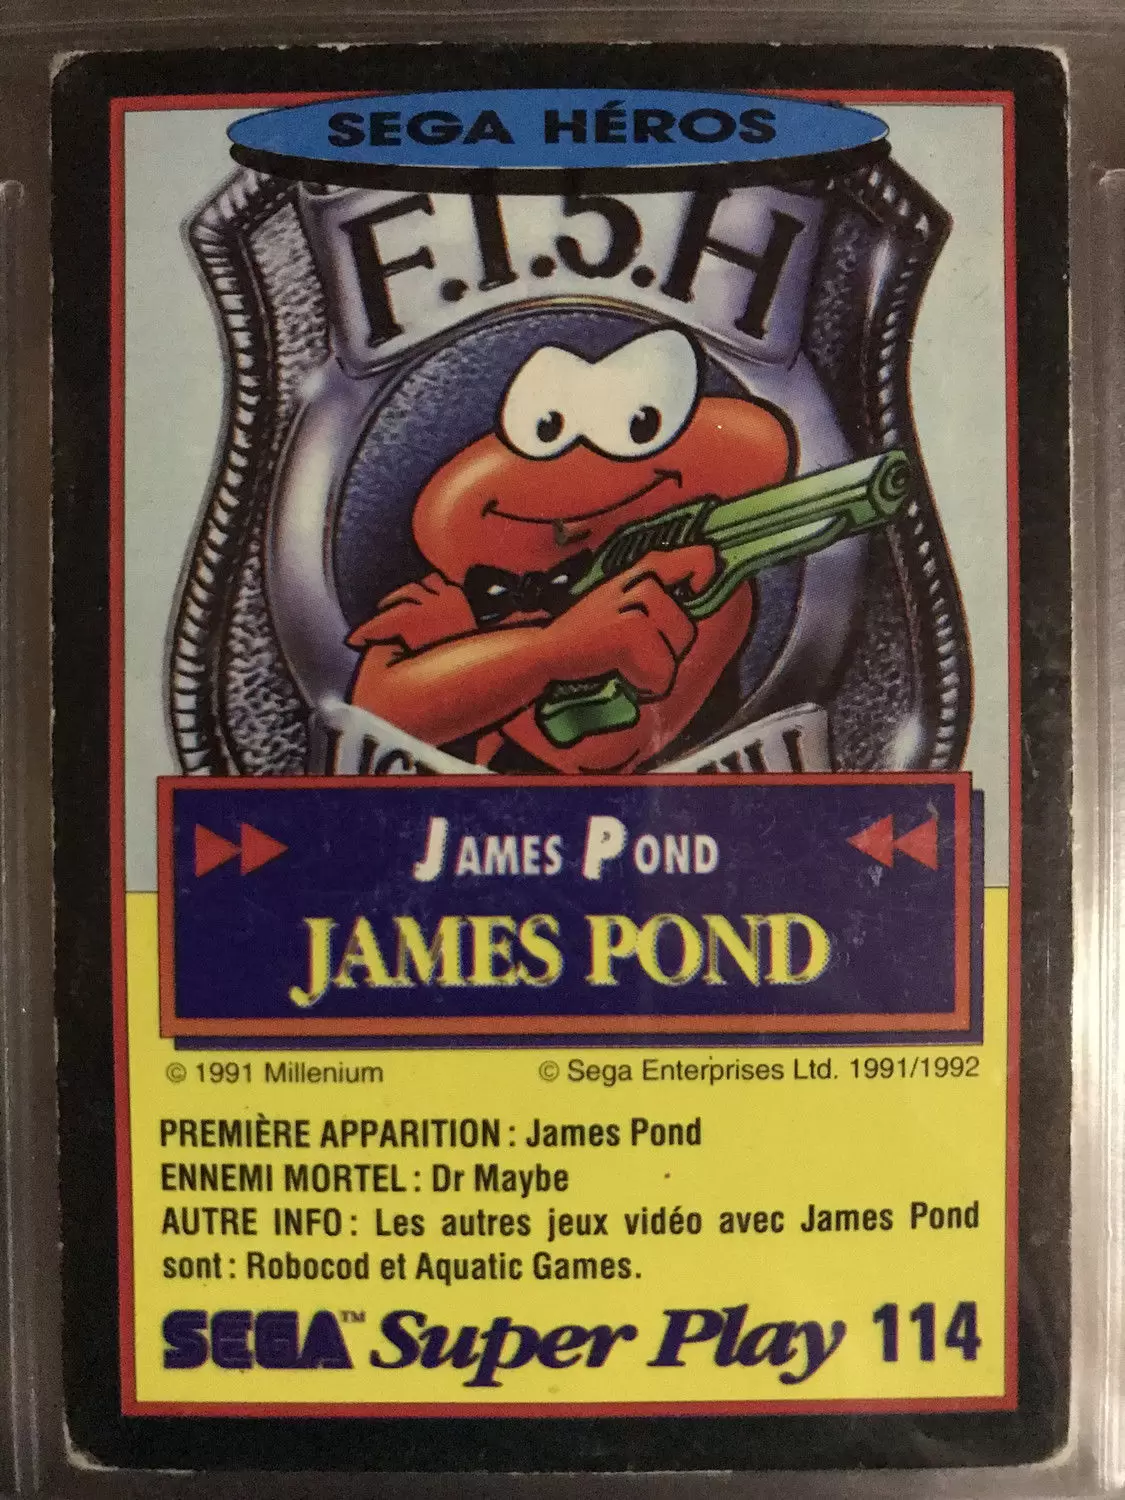 SEGA HÉROS
F.I.5.H
JAMES POND
JAMES POND
© 1991 Millenium
© Sega Enterprises Ltd. 1991/1992
PREMIÈRE APPARITION : James Pond
ENNEMI MORTEL : Dr Maybe
AUTRE INFO : Les autres jeux vidéo avec James Pond
sont : Robocod et Aquatic Games.
SEGA™ Super Play 114